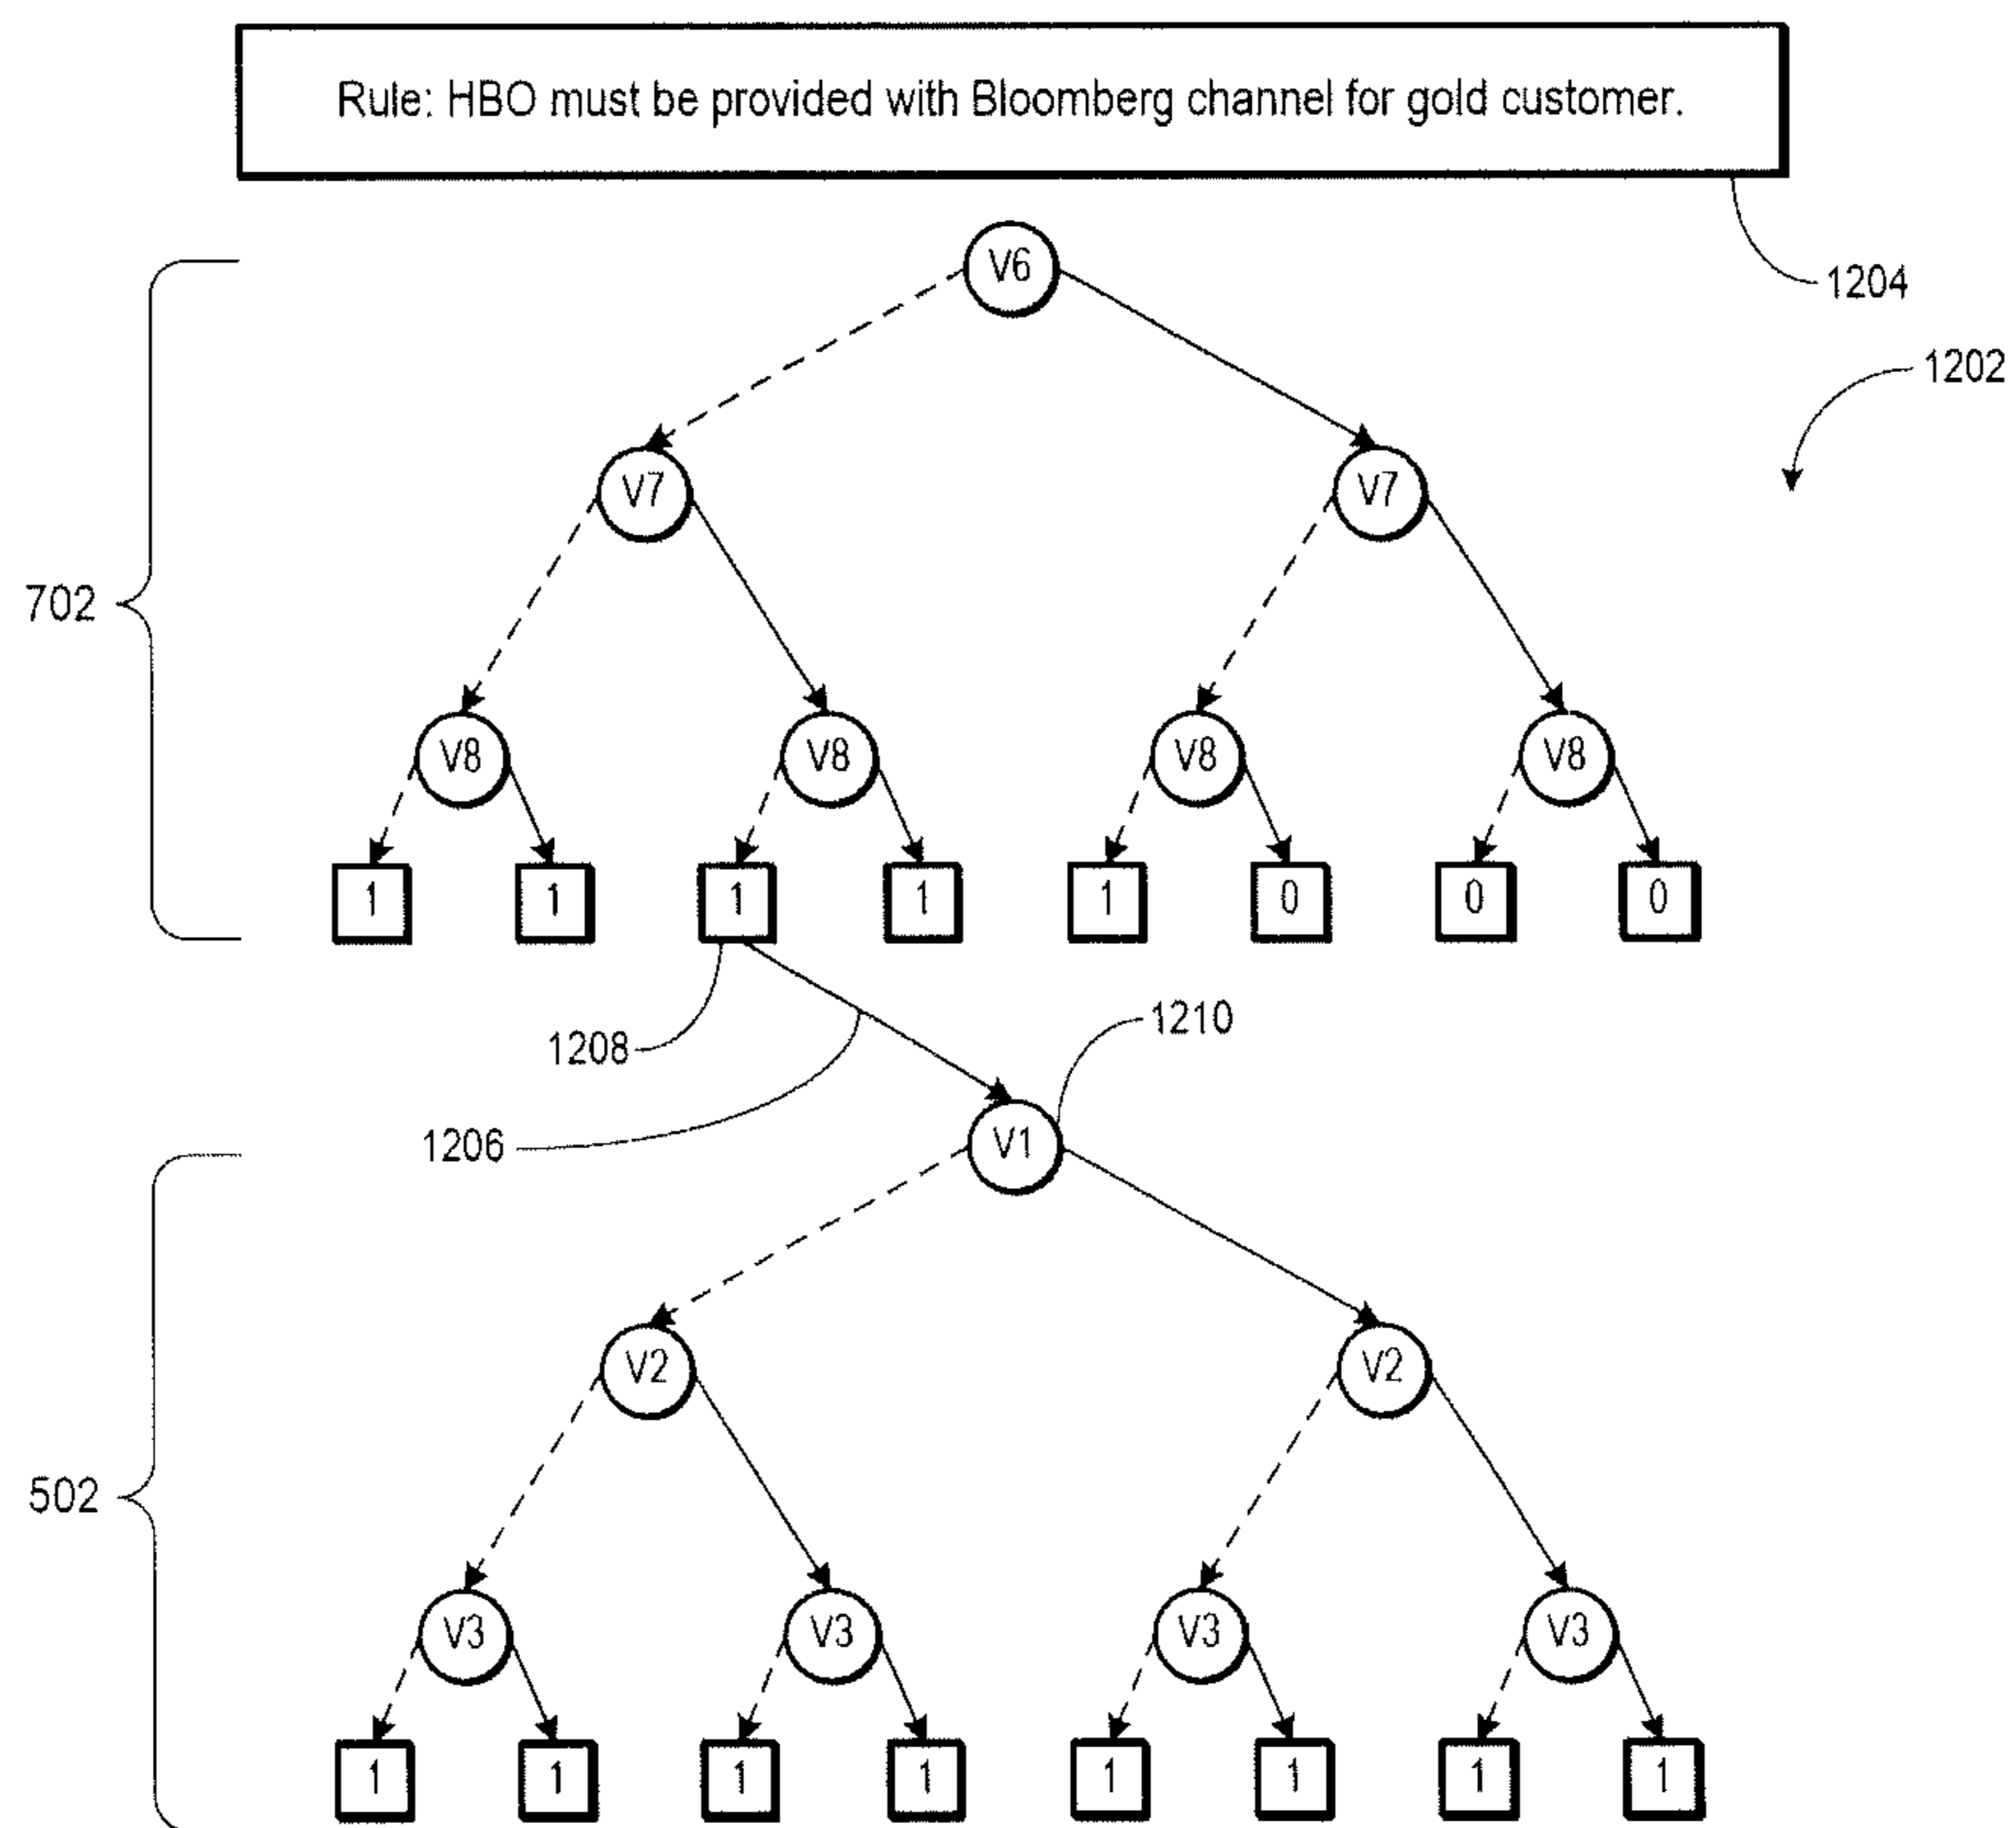 Rule: HBO must be provided with Bloomberg channel for gold customer.
V6
1204
1202
V7 V7
702
V8 V8 V8 V8
1 1 1 1 1 0 0 0
1208
1210
1206
V1
V2 V2
502
V3 V3 V3 V3
1 1 1 1 1 1 1 1